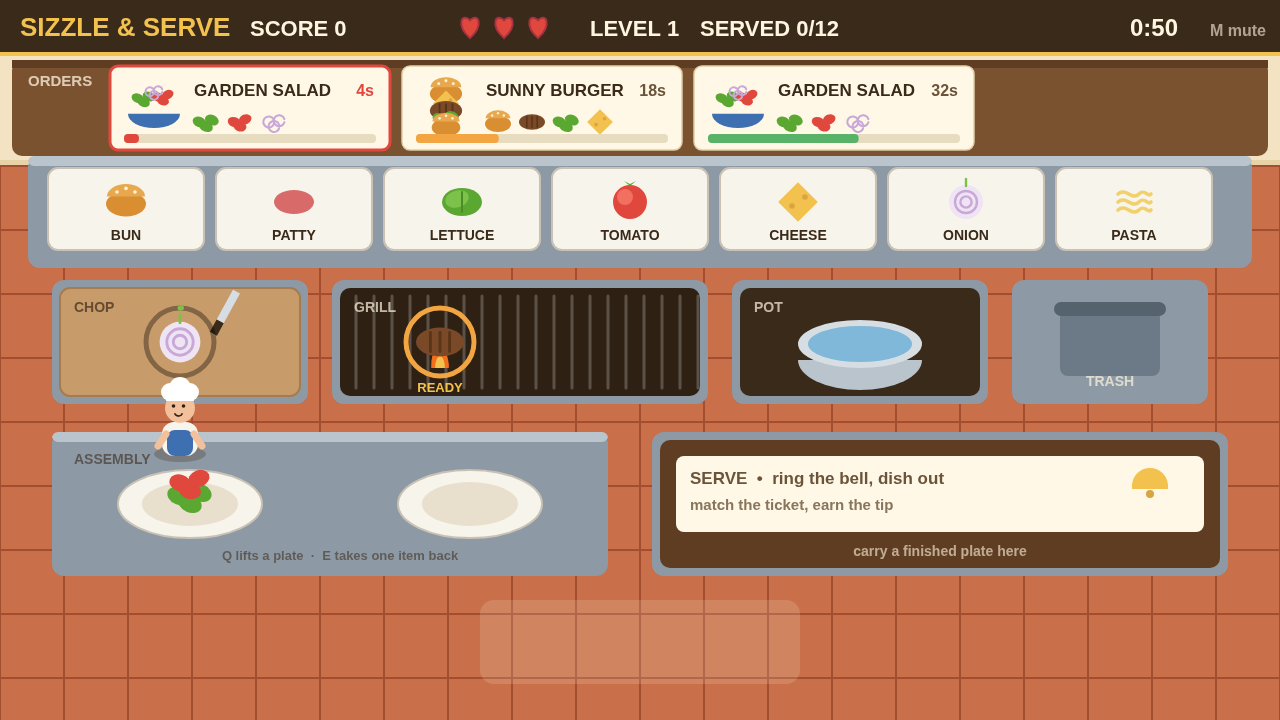 SIZZLE & SERVE SCORE 0 LEVEL 1 SERVED 0/12 0:50 M mute
ORDERS
GARDEN SALAD 4s
SUNNY BURGER 18s
GARDEN SALAD 32s
BUN PATTY LETTUCE TOMATO CHEESE ONION PASTA
CHOP
GRILL
READY
POT
TRASH
ASSEMBLY
Q lifts a plate · E takes one item back
SERVE • ring the bell, dish out
match the ticket, earn the tip
carry a finished plate here